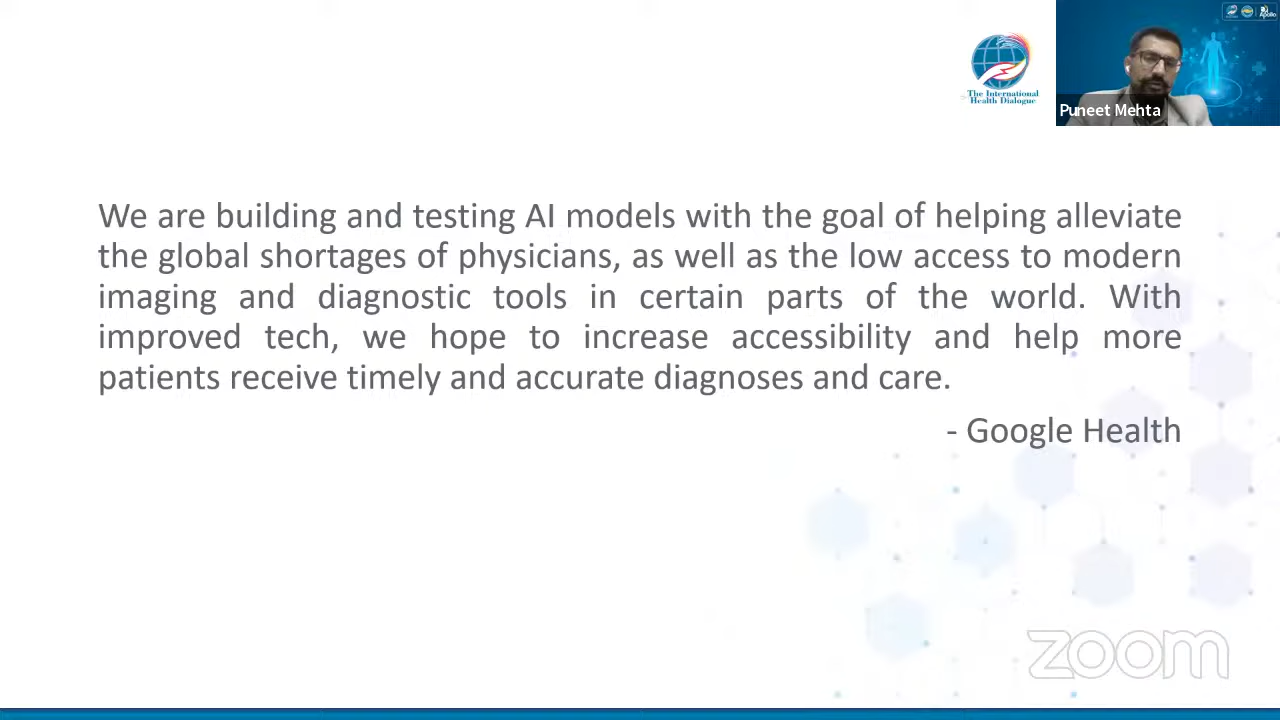 Apollo
The International
Health Dialogue
Puneet Mehta
We are building and testing AI models with the goal of helping alleviate
the global shortages of physicians, as well as the low access to modern
imaging and diagnostic tools in certain parts of the world. With
improved tech, we hope to increase accessibility and help more
patients receive timely and accurate diagnoses and care.
- Google Health
zoom